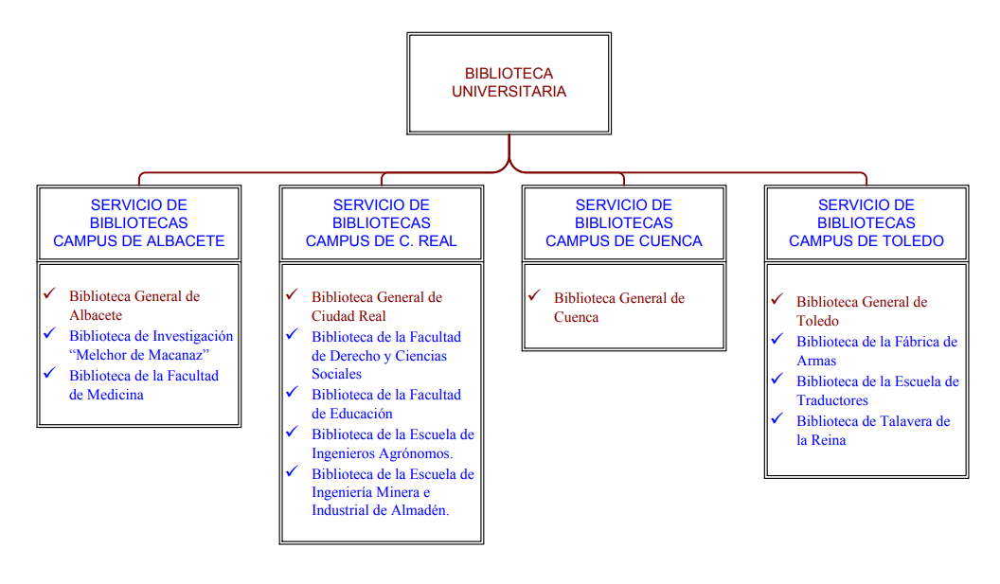 BIBLIOTECA
UNIVERSITARIA
SERVICIO DE
BIBLIOTECAS
CAMPUS DE ALBACETE
Biblioteca General de
Albacete
Biblioteca de Investigación
“Melchor de Macanaz”
Biblioteca de la Facultad
de Medicina
SERVICIO DE
BIBLIOTECAS
CAMPUS DE C. REAL
Biblioteca General de
Ciudad Real
Biblioteca de la Facultad
de Derecho y Ciencias
Sociales
Biblioteca de la Facultad
de Educación
Biblioteca de la Escuela de
Ingenieros Agrónomos.
Biblioteca de la Escuela de
Ingeniería Minera e
Industrial de Almadén.
SERVICIO DE
BIBLIOTECAS
CAMPUS DE CUENCA
Biblioteca General de
Cuenca
SERVICIO DE
BIBLIOTECAS
CAMPUS DE TOLEDO
Biblioteca General de
Toledo
Biblioteca de la Fábrica de
Armas
Biblioteca de la Escuela de
Traductores
Biblioteca de Talavera de
la Reina